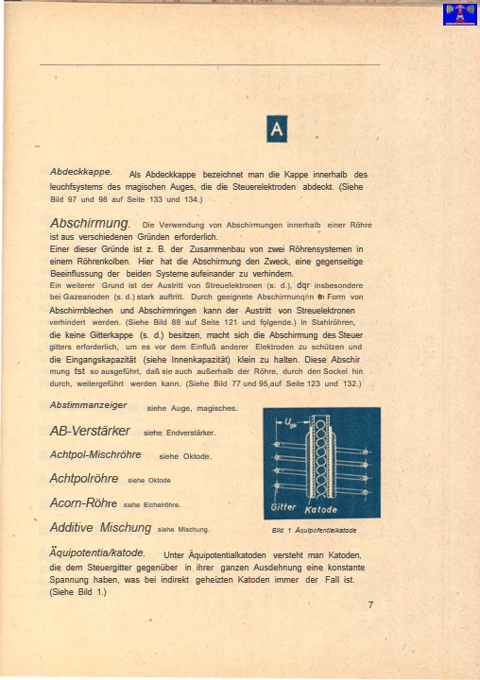 A
Abdeckkappe. Als Abdeckkappe bezeichnet man die Kappe innerhalb des
leuchfsystems des magischen Auges, die die Steuerelektroden abdeckt. (Siehe
Bild 97 und 98 auf Seite 133 und 134.)
Abschirmung. Die Verwendung von Abschirmungen innerhalb einer Röhre
ist aus verschiedenen Gründen erforderlich.
Einer dieser Gründe ist z. B. der Zusammenbau von zwei Röhrensystemen in
einem Röhrenkolben. Hier hat die Abschirmung den Zweck, eine gegenseitige
Beeinflussung der beiden Systeme aufeinander zu verhindern.
Ein weiterer Grund ist der Austritt von Streuelektronen (s. d.), dqr insbesondere
bei Gazeanoden (s. d.) stark auftritt. Durch geeignete Abschirmungen in Form von
Abschirmblechen und Abschirmringen kann der Austritt von Streuelektronen
verhindert werden. (Siehe Bild 88 auf Seite 121 und folgende.) In Stahlröhren,
die keine Gitterkappe (s. d.) besitzen, macht sich die Abschirmung des Steuer
gitters erforderlich, um es vor dem Einfluß anderer Elektroden zu schützen und
die Eingangskapazität (siehe Innenkapazität) klein zu halten. Diese Abschir
mung tst so ausgeführt, daß sie auch außerhalb der Röhre, durch den Sockel hin
durch, weitergeführt werden kann. (Siehe Bild 77 und 95 auf Seite 123 und 132.)
Abstimmanzeiger siehe Auge, magisches.
AB-Verstärker siehe Endverstärker.
Achtpol-Mischröhre siehe Oktode.
Achtpolröhre siehe Oktode
Acorn-Röhre siehe Eichelröhre.
Additive Mischung siehe Mischung.
Ugk
Gitter Katode
Bild 1 Äquipofentialkatode
Äquipotentia/katode. Unter Äquipotentialkatoden versteht man Katoden,
die dem Steuergitter gegenüber in ihrer ganzen Ausdehnung eine konstante
Spannung haben, was bei indirekt geheizten Katoden immer der Fall ist.
(Siehe Bild 1.)
7